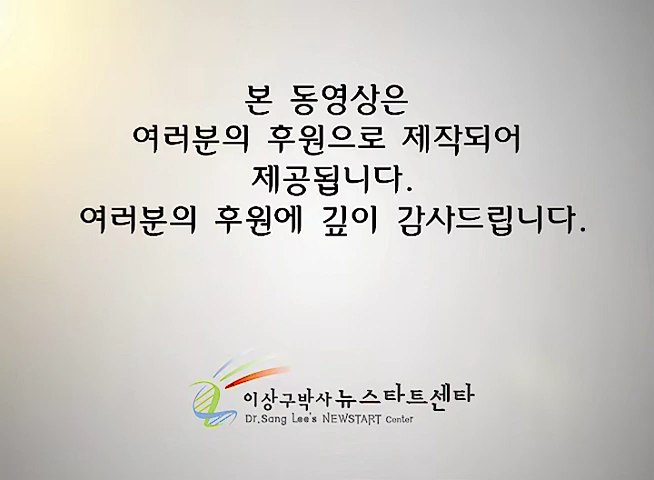 본 동영상은
여러분의 후원으로 제작되어
제공됩니다.
여러분의 후원에 깊이 감사드립니다.
이상구박사 뉴스타트센타
Dr.Sang Lee's NEWSTART Center